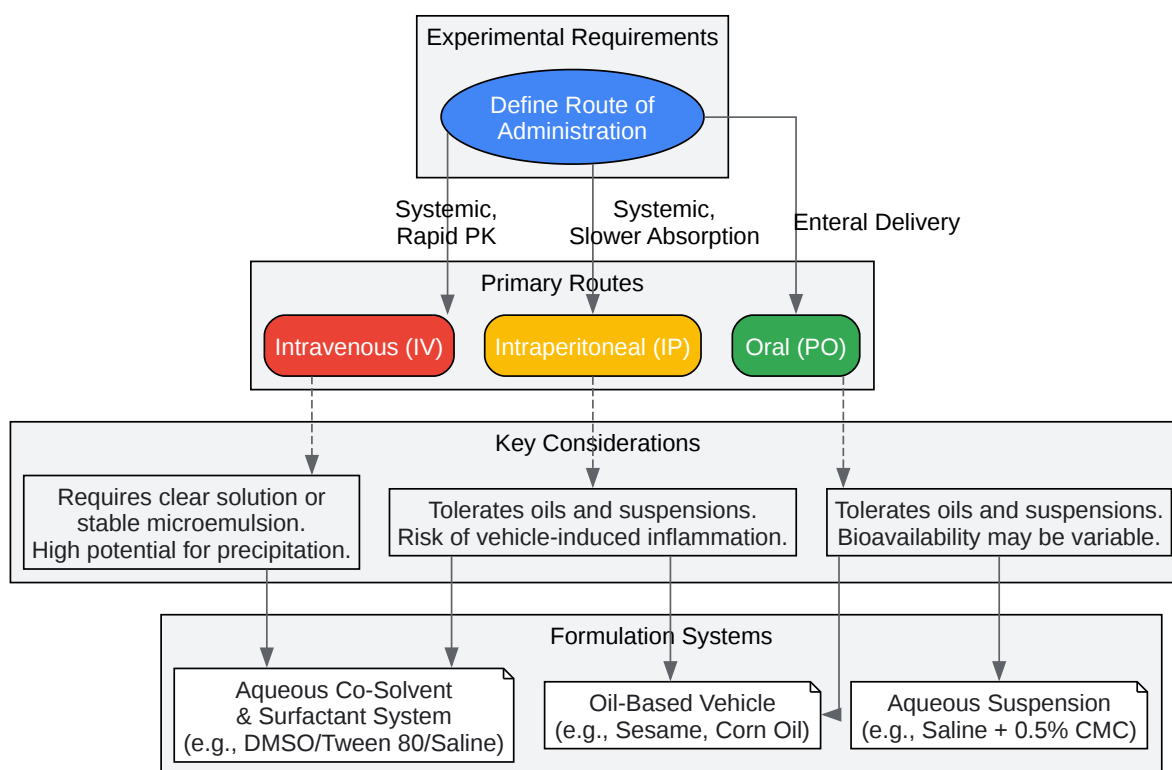 Experimental Requirements
Define Route of
Administration
Systemic,
Rapid PK
Systemic,
Slower Absorption
Enteral Delivery
Primary Routes
Intravenous (IV)
Intraperitoneal (IP)
Oral (PO)
Key Considerations
Requires clear solution or
stable microemulsion.
High potential for precipitation.
Tolerates oils and suspensions.
Risk of vehicle-induced inflammation.
Tolerates oils and suspensions.
Bioavailability may be variable.
Formulation Systems
Aqueous Co-Solvent
& Surfactant System
(e.g., DMSO/Tween 80/Saline)
Oil-Based Vehicle
(e.g., Sesame, Corn Oil)
Aqueous Suspension
(e.g., Saline + 0.5% CMC)